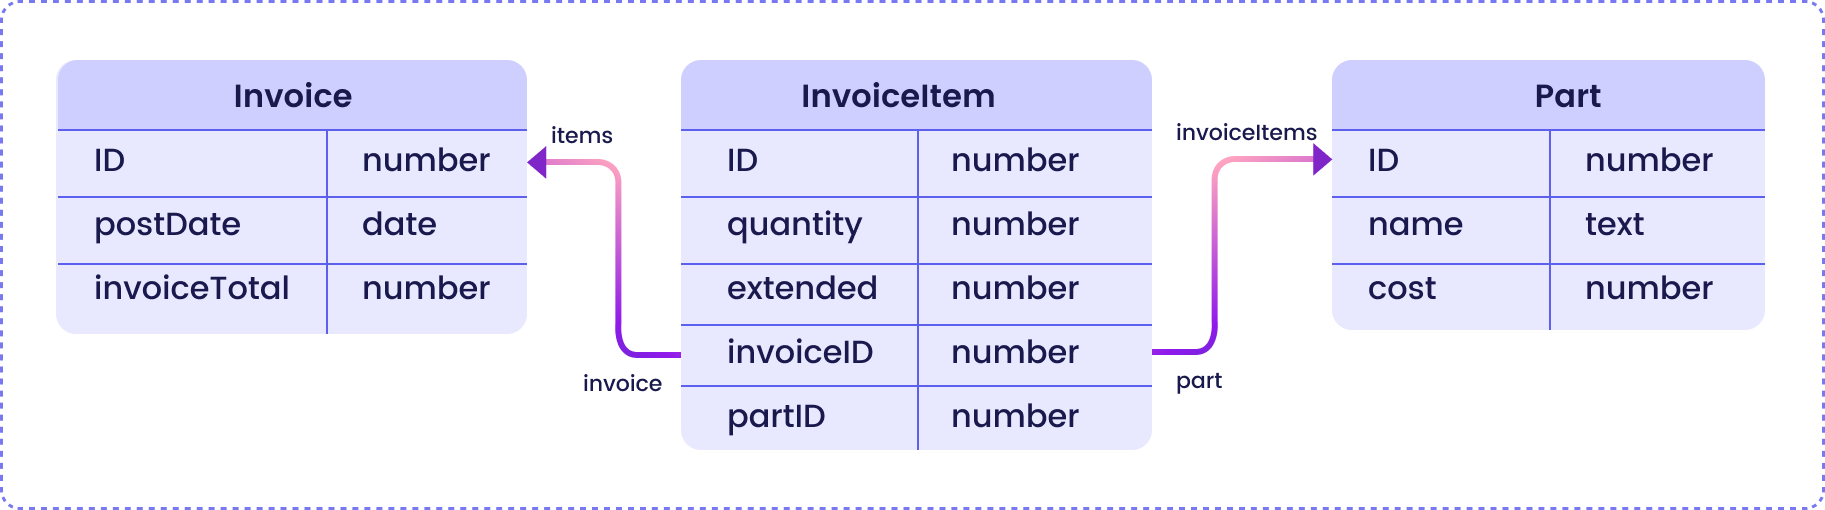 Invoice
ID number
postDate date
invoiceTotal number
items
invoice
InvoiceItem
ID number
quantity number
extended number
invoiceID number
partID number
invoiceItems
part
Part
ID number
name text
cost number